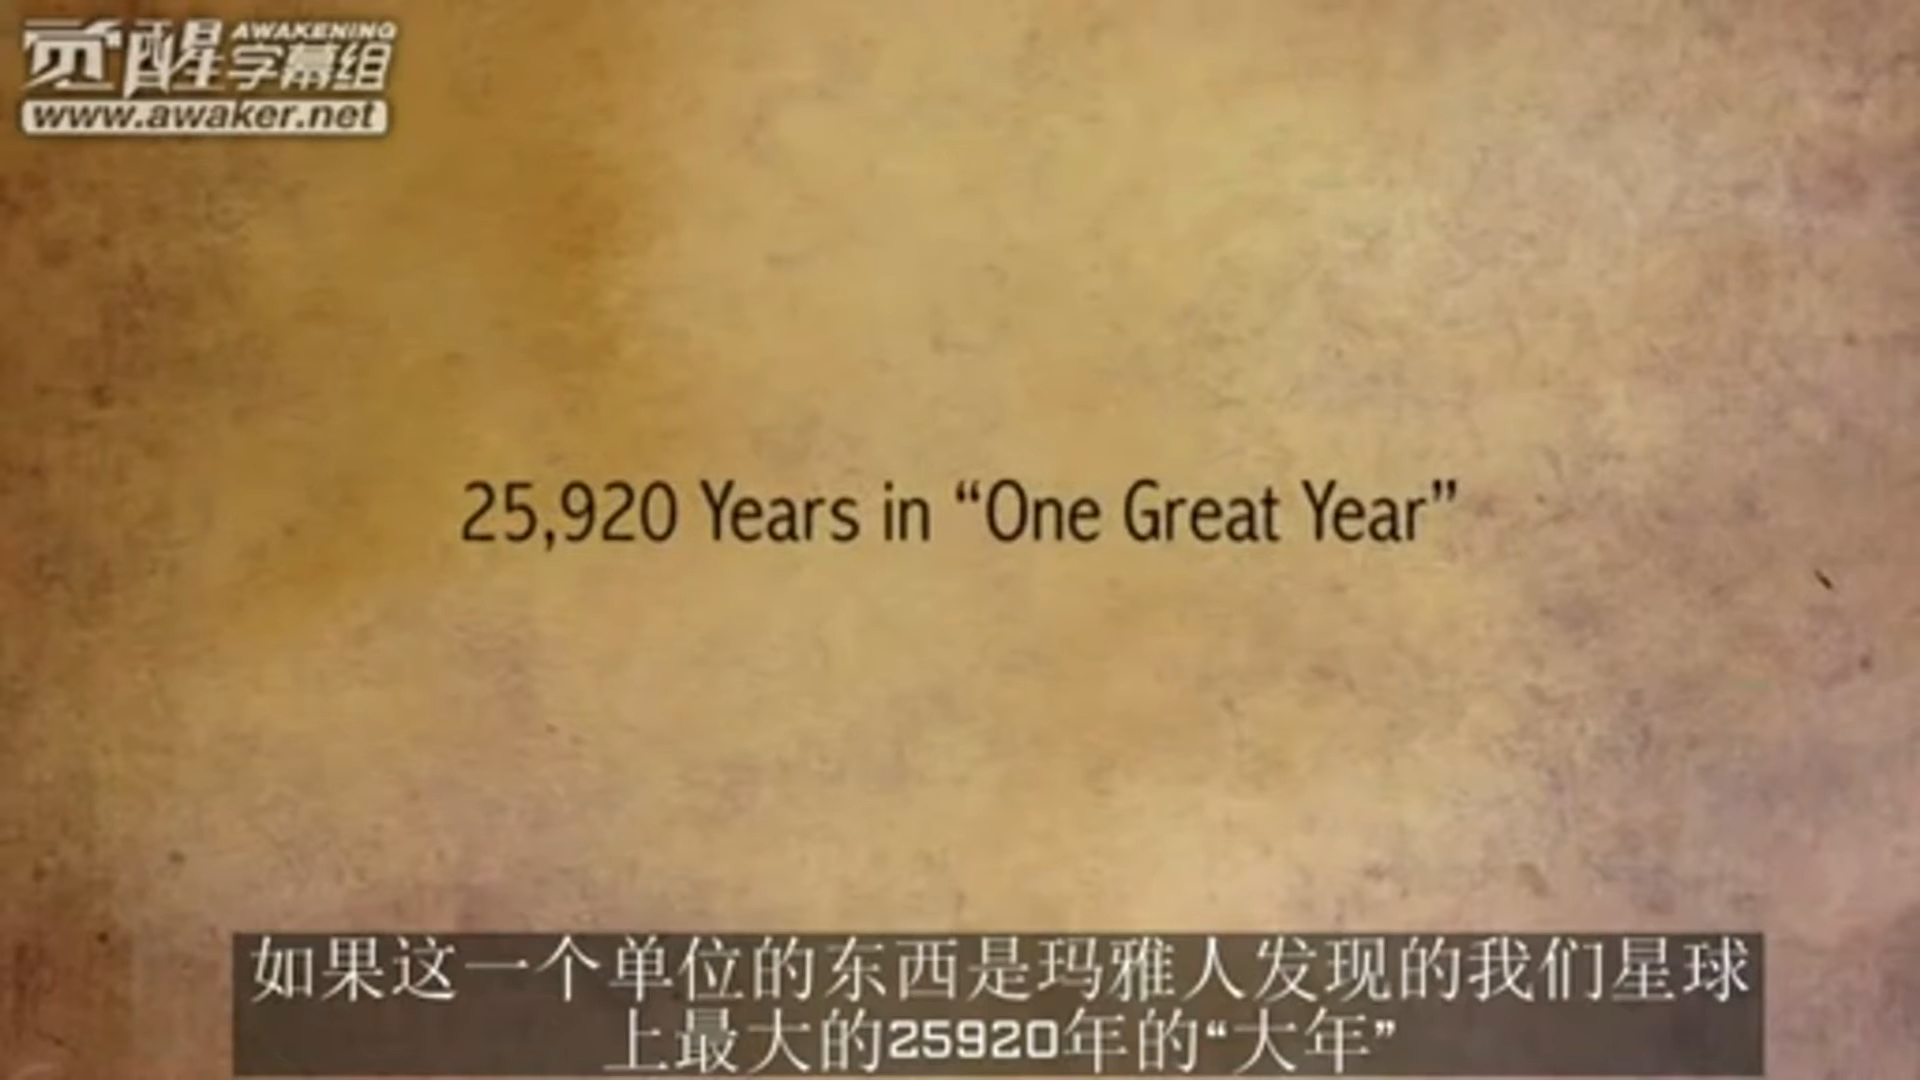 觉醒字幕组
AWAKENING
www.awaker.net
25,920 Years in “One Great Year”
如果这一个单位的东西是玛雅人发现的我们星球
上最大的25920年的“大年”